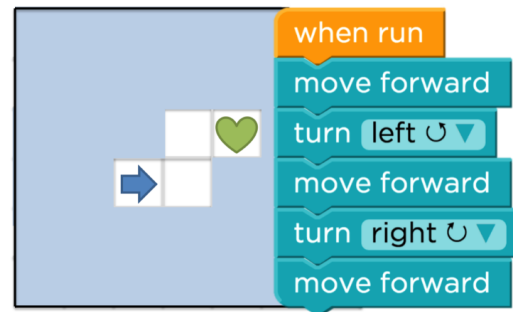 when run
move forward
turn left ↺ ▼
move forward
turn right ↻ ▼
move forward